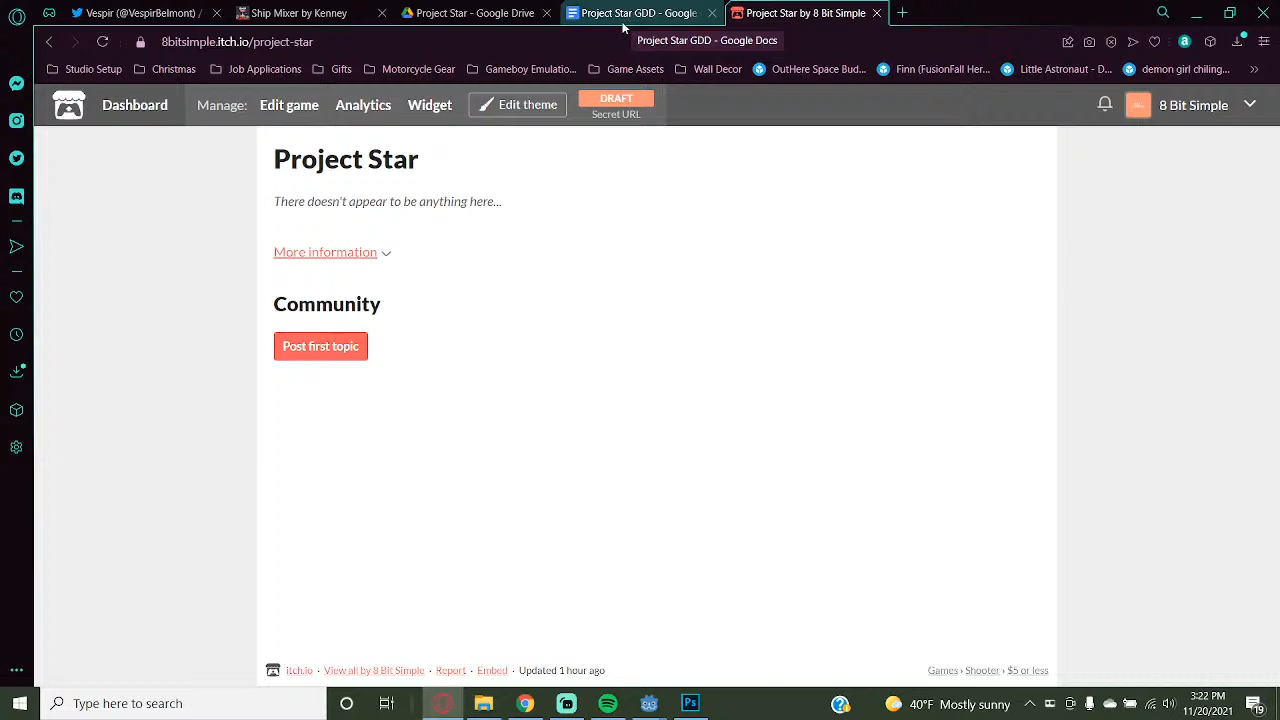 Vespir (@VespirBelmont) /
Ship Mixer by Kenney
Project Star - Google Drive
Project Star GDD - Google
Project Star by 8 Bit Simple
8bitsimple.itch.io/project-star
Project Star GDD - Google Docs
Studio Setup
Christmas
Job Applications
Gifts
Motorcycle Gear
Gameboy Emulatio...
Game Assets
Wall Decor
OutHere Space Bud...
Finn (FusionFall Her...
Little Astronaut - D...
demon girl chiling...
Dashboard
Manage:
Edit game
Analytics
Widget
Edit theme
DRAFT
Secret URL
8 Bit Simple
Project Star
There doesn't appear to be anything here...
More information
Community
Post first topic
itch.io · View all by 8 Bit Simple · Report · Embed · Updated 1 hour ago
Games › Shooter › $5 or less
Type here to search
Ps
40°F Mostly sunny
3:22 PM
11/20/2021
19